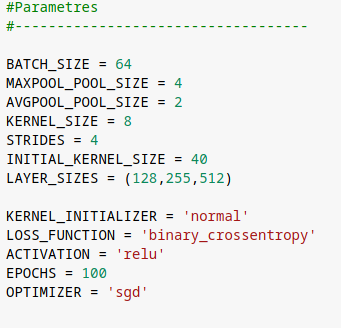 #Parametres
#----------------------------------
BATCH_SIZE = 64
MAXPOOL_POOL_SIZE = 4
AVGPOOL_POOL_SIZE = 2
KERNEL_SIZE = 8
STRIDES = 4
INITIAL_KERNEL_SIZE = 40
LAYER_SIZES = (128,255,512)
KERNEL_INITIALIZER = 'normal'
LOSS_FUNCTION = 'binary_crossentropy'
ACTIVATION = 'relu'
EPOCHS = 100
OPTIMIZER = 'sgd'